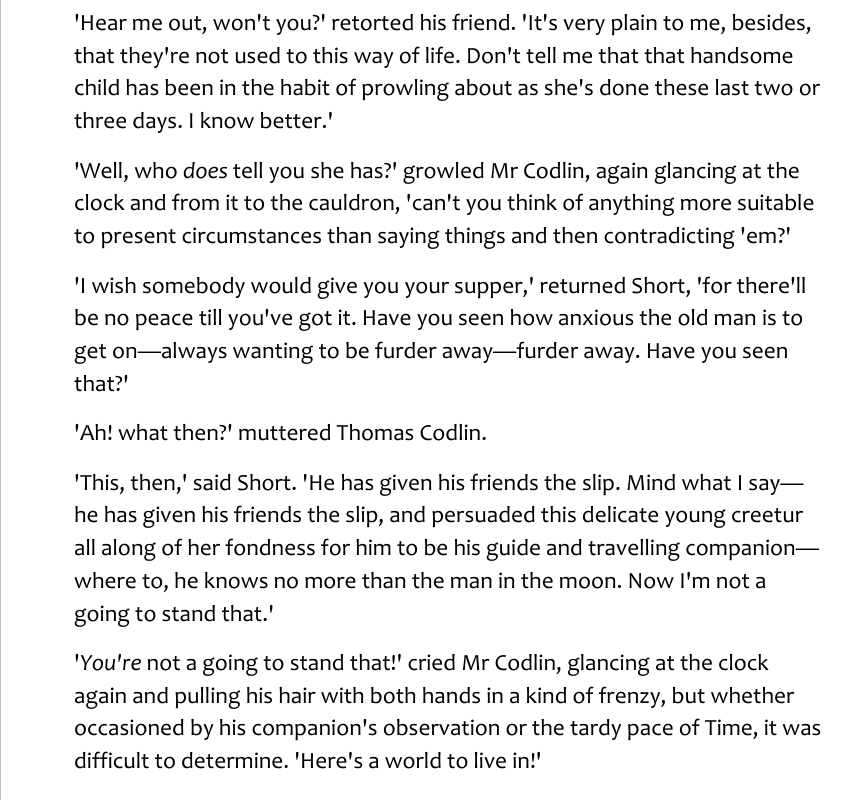 'Hear me out, won't you?' retorted his friend. 'It's very plain to me, besides,
that they're not used to this way of life. Don't tell me that that handsome
child has been in the habit of prowling about as she's done these last two or
three days. I know better.'
'Well, who does tell you she has?' growled Mr Codlin, again glancing at the
clock and from it to the cauldron, 'can't you think of anything more suitable
to present circumstances than saying things and then contradicting 'em?'
'I wish somebody would give you your supper,' returned Short, 'for there'll
be no peace till you've got it. Have you seen how anxious the old man is to
get on—always wanting to be furder away—furder away. Have you seen
that?'
'Ah! what then?' muttered Thomas Codlin.
'This, then,' said Short. 'He has given his friends the slip. Mind what I say—
he has given his friends the slip, and persuaded this delicate young creetur
all along of her fondness for him to be his guide and travelling companion—
where to, he knows no more than the man in the moon. Now I'm not a
going to stand that.'
'You're not a going to stand that!' cried Mr Codlin, glancing at the clock
again and pulling his hair with both hands in a kind of frenzy, but whether
occasioned by his companion's observation or the tardy pace of Time, it was
difficult to determine. 'Here's a world to live in!'